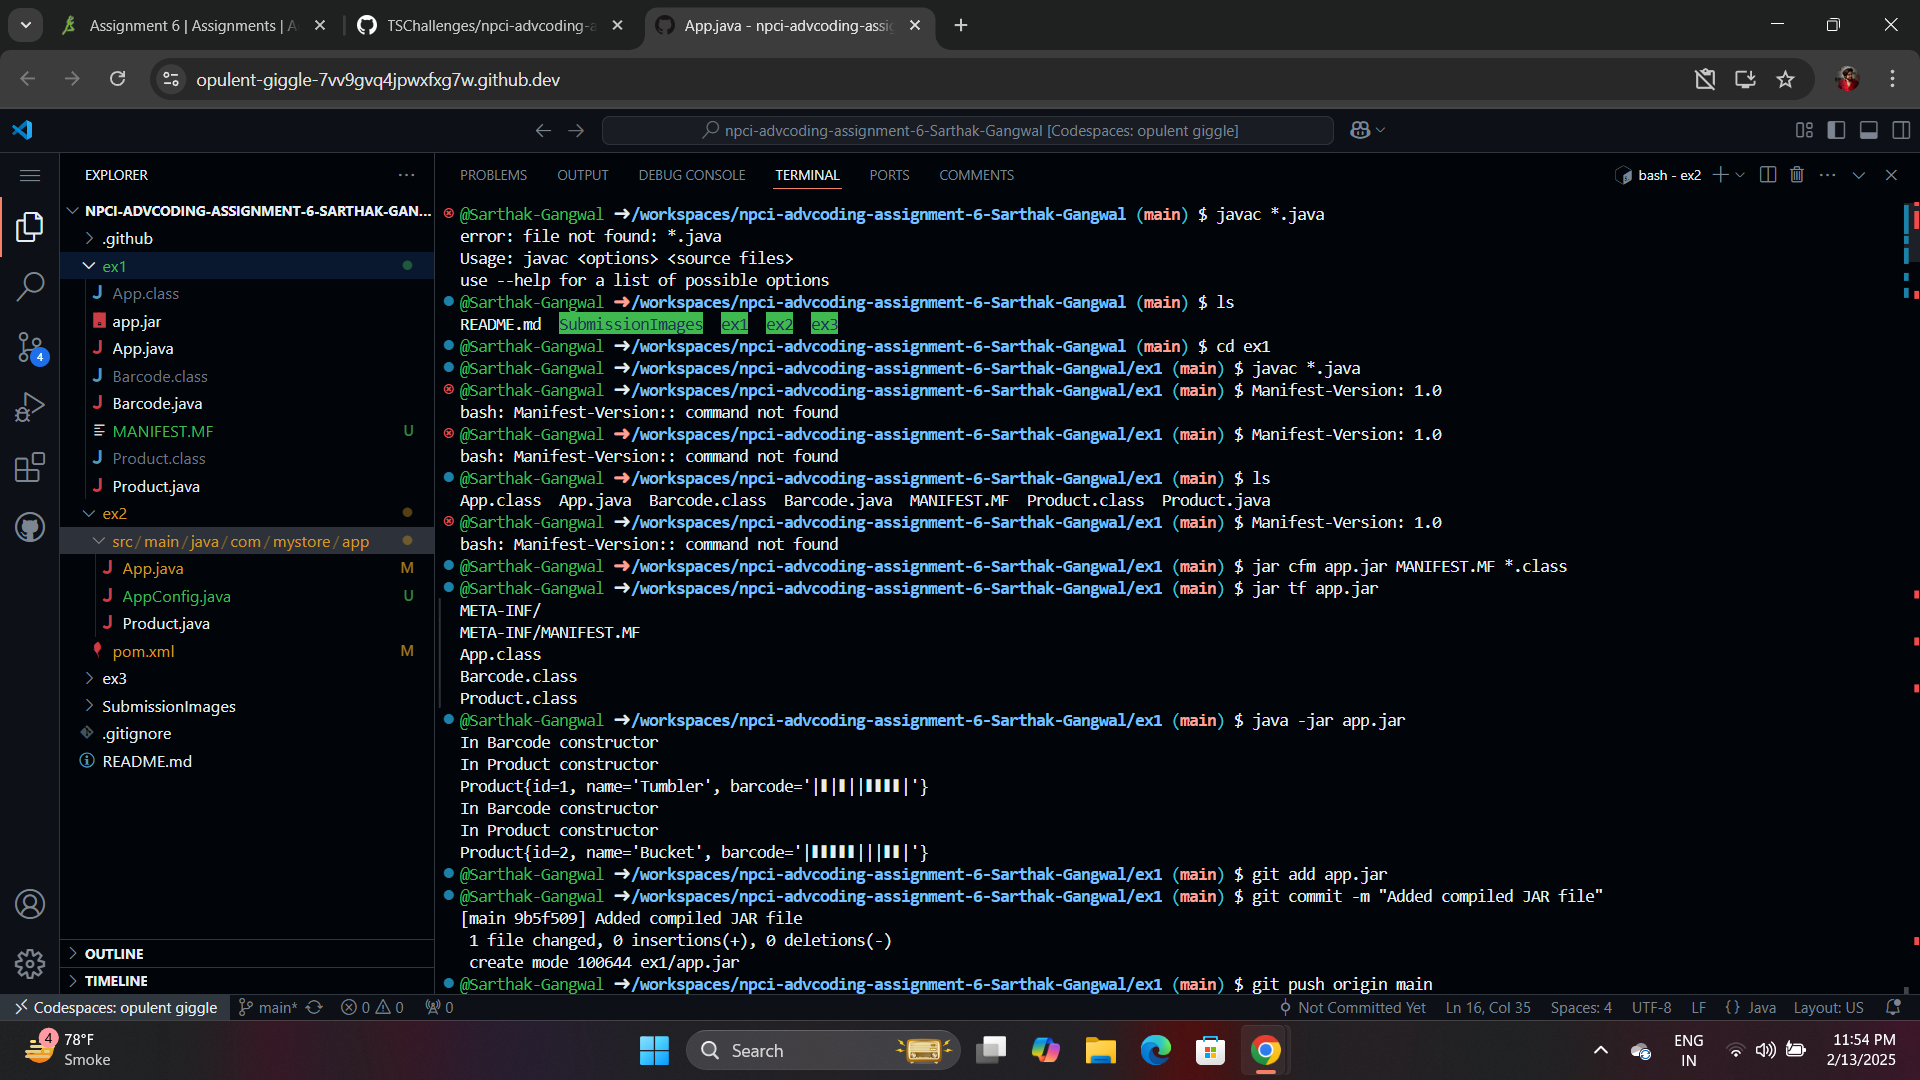 Assignment 6 | Assignments | A
TSChallenges/npci-advcoding-a
App.java - npci-advcoding-assig
opulent-giggle-7vv9gvq4jpwxfxg7w.github.dev
npci-advcoding-assignment-6-Sarthak-Gangwal [Codespaces: opulent giggle]
EXPLORER
NPCI-ADVCODING-ASSIGNMENT-6-SARTHAK-GAN...
.github
ex1
App.class
app.jar
App.java
Barcode.class
Barcode.java
MANIFEST.MF U
Product.class
Product.java
ex2
src/main/java/com/mystore/app
App.java M
AppConfig.java U
Product.java
pom.xml M
ex3
SubmissionImages
.gitignore
README.md
OUTLINE
TIMELINE
4
PROBLEMS OUTPUT DEBUG CONSOLE TERMINAL PORTS COMMENTS
bash - ex2
@Sarthak-Gangwal ➜/workspaces/npci-advcoding-assignment-6-Sarthak-Gangwal (main) $ javac *.java
error: file not found: *.java
Usage: javac <options> <source files>
use --help for a list of possible options
@Sarthak-Gangwal ➜/workspaces/npci-advcoding-assignment-6-Sarthak-Gangwal (main) $ ls
README.md SubmissionImages ex1 ex2 ex3
@Sarthak-Gangwal ➜/workspaces/npci-advcoding-assignment-6-Sarthak-Gangwal (main) $ cd ex1
@Sarthak-Gangwal ➜/workspaces/npci-advcoding-assignment-6-Sarthak-Gangwal/ex1 (main) $ javac *.java
@Sarthak-Gangwal ➜/workspaces/npci-advcoding-assignment-6-Sarthak-Gangwal/ex1 (main) $ Manifest-Version: 1.0
bash: Manifest-Version:: command not found
@Sarthak-Gangwal ➜/workspaces/npci-advcoding-assignment-6-Sarthak-Gangwal/ex1 (main) $ Manifest-Version: 1.0
bash: Manifest-Version:: command not found
@Sarthak-Gangwal ➜/workspaces/npci-advcoding-assignment-6-Sarthak-Gangwal/ex1 (main) $ ls
App.class App.java Barcode.class Barcode.java MANIFEST.MF Product.class Product.java
@Sarthak-Gangwal ➜/workspaces/npci-advcoding-assignment-6-Sarthak-Gangwal/ex1 (main) $ Manifest-Version: 1.0
bash: Manifest-Version:: command not found
@Sarthak-Gangwal ➜/workspaces/npci-advcoding-assignment-6-Sarthak-Gangwal/ex1 (main) $ jar cfm app.jar MANIFEST.MF *.class
@Sarthak-Gangwal ➜/workspaces/npci-advcoding-assignment-6-Sarthak-Gangwal/ex1 (main) $ jar tf app.jar
META-INF/
META-INF/MANIFEST.MF
App.class
Barcode.class
Product.class
@Sarthak-Gangwal ➜/workspaces/npci-advcoding-assignment-6-Sarthak-Gangwal/ex1 (main) $ java -jar app.jar
In Barcode constructor
In Product constructor
Product{id=1, name='Tumbler', barcode='|▮|▮||▮▮▮▮|'}
In Barcode constructor
In Product constructor
Product{id=2, name='Bucket', barcode='|▮▮▮▮▮|||▮▮|'}
@Sarthak-Gangwal ➜/workspaces/npci-advcoding-assignment-6-Sarthak-Gangwal/ex1 (main) $ git add app.jar
@Sarthak-Gangwal ➜/workspaces/npci-advcoding-assignment-6-Sarthak-Gangwal/ex1 (main) $ git commit -m "Added compiled JAR file"
[main 9b5f509] Added compiled JAR file
1 file changed, 0 insertions(+), 0 deletions(-)
create mode 100644 ex1/app.jar
@Sarthak-Gangwal ➜/workspaces/npci-advcoding-assignment-6-Sarthak-Gangwal/ex1 (main) $ git push origin main
Codespaces: opulent giggle main* 0 0 0 Not Committed Yet Ln 16, Col 35 Spaces: 4 UTF-8 LF {} Java Layout: US
4
78°F
Smoke
Search
ENG
IN
11:54 PM
2/13/2025